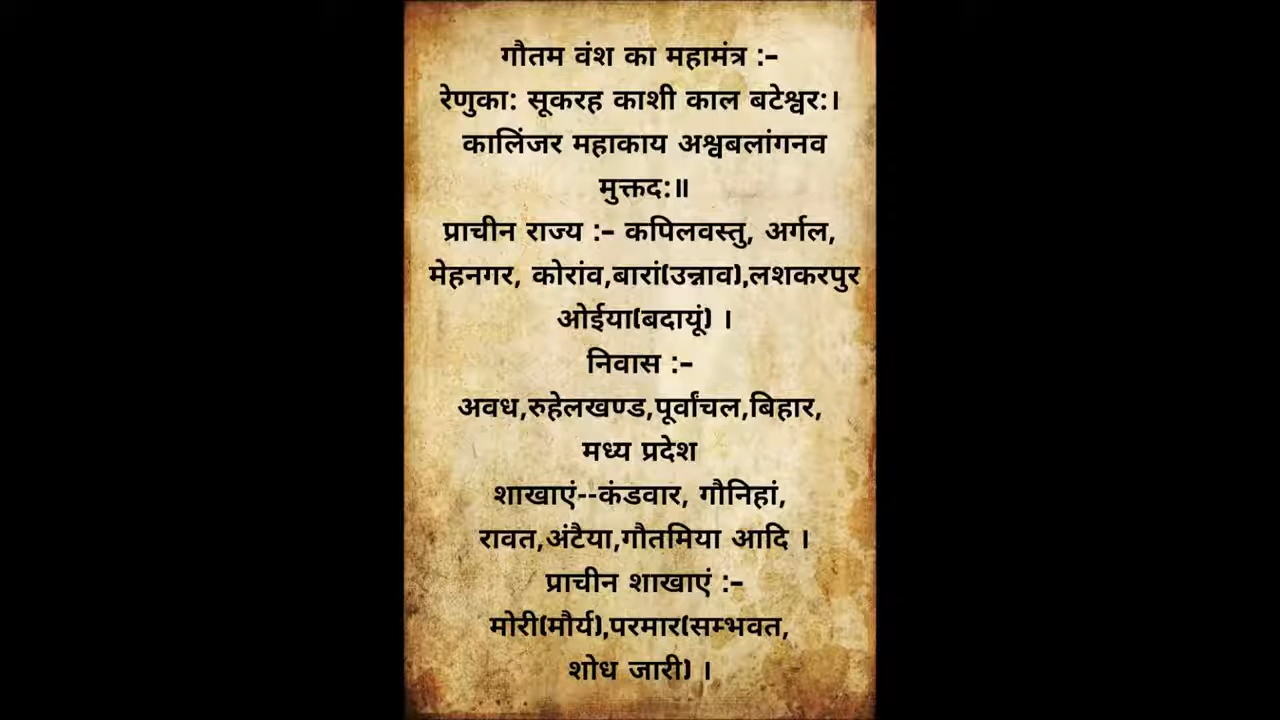 गौतम वंश का महामंत्र :-
रेणुका: सूकरह काशी काल बटेश्वर:।
कालिंजर महाकाय अश्वबलांगनव
मुक्तद:॥
प्राचीन राज्य :- कपिलवस्तु, अर्गल,
मेहनगर, कोरांव,बारां(उन्नाव),लशकरपुर
ओईया(बदायूं) ।
निवास :-
अवध,रुहेलखण्ड,पूर्वांचल,बिहार,
मध्य प्रदेश
शाखाएं--कंडवार, गौनिहां,
रावत,अंटैया,गौतमिया आदि ।
प्राचीन शाखाएं :-
मोरी(मौर्य),परमार(सम्भवत,
शोध जारी) ।